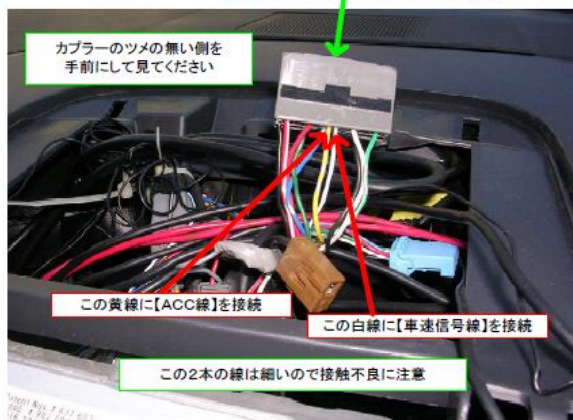 カプラーのツメの無い側を
手前にして見てください
この黄線に【ACC線】を接続
この白線に【車速信号線】を接続
この2本の線は細いので接触不良に注意